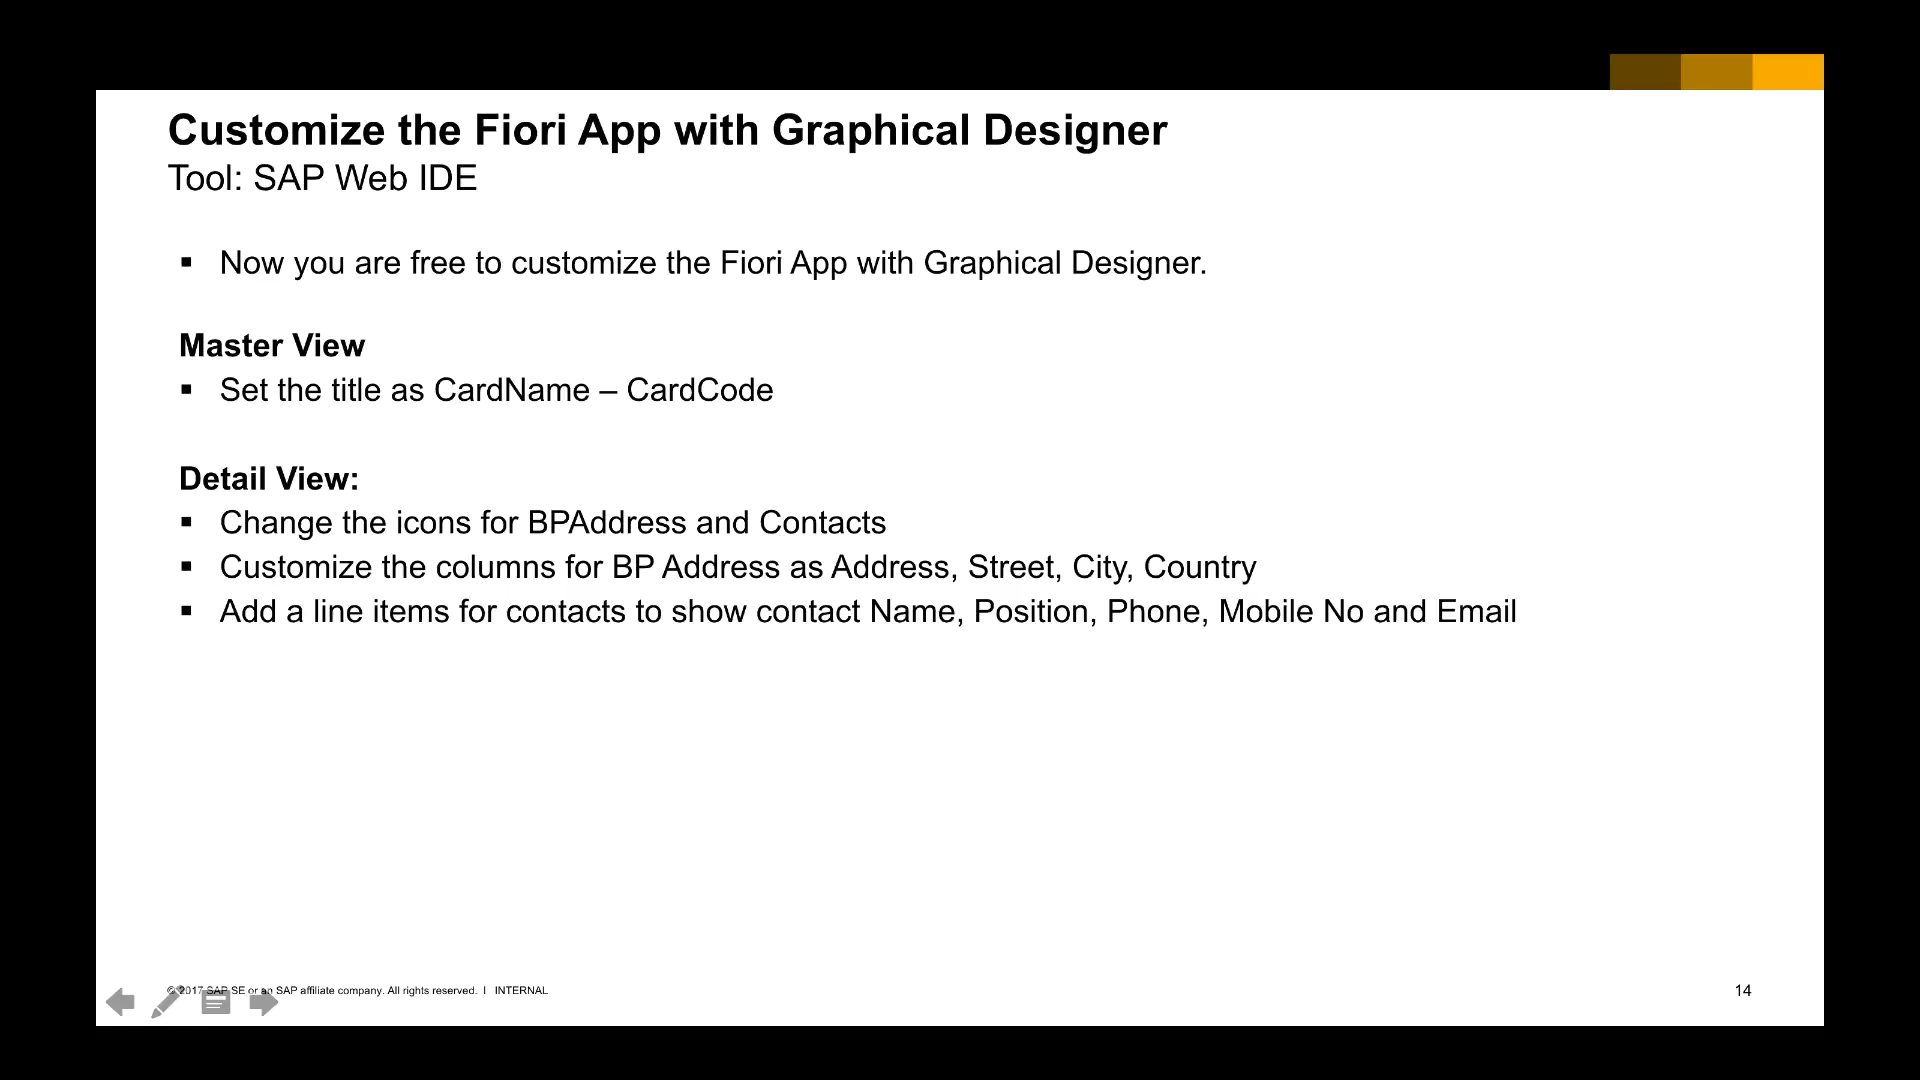 Customize the Fiori App with Graphical Designer
Tool: SAP Web IDE
▪ Now you are free to customize the Fiori App with Graphical Designer.
Master View
▪ Set the title as CardName – CardCode
Detail View:
▪ Change the icons for BPAddress and Contacts
▪ Customize the columns for BP Address as Address, Street, City, Country
▪ Add a line items for contacts to show contact Name, Position, Phone, Mobile No and Email
© 2017 SAP SE or an SAP affiliate company. All rights reserved. ǀ INTERNAL
14